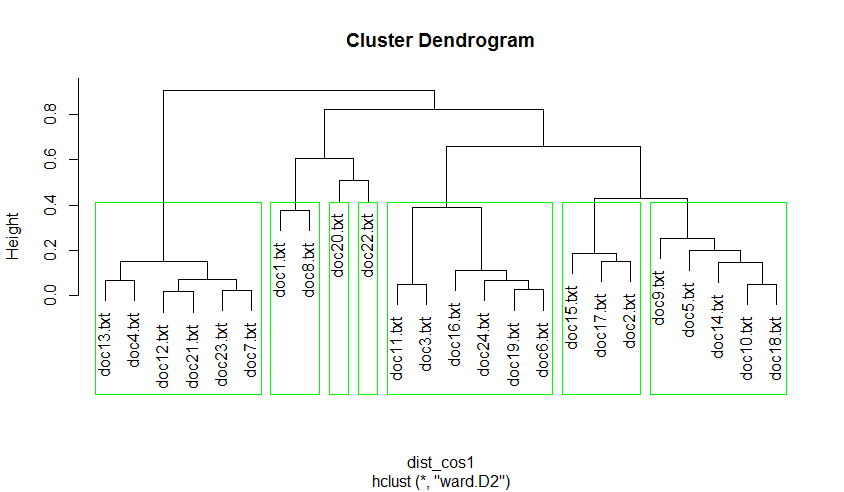 Cluster Dendrogram
Height
0.0
0.2
0.4
0.6
0.8
doc13.txt
doc4.txt
doc12.txt
doc21.txt
doc23.txt
doc7.txt
doc1.txt
doc8.txt
doc20.txt
doc22.txt
doc11.txt
doc3.txt
doc16.txt
doc24.txt
doc19.txt
doc6.txt
doc15.txt
doc17.txt
doc2.txt
doc9.txt
doc5.txt
doc14.txt
doc10.txt
doc18.txt
dist_cos1
hclust (*, "ward.D2")